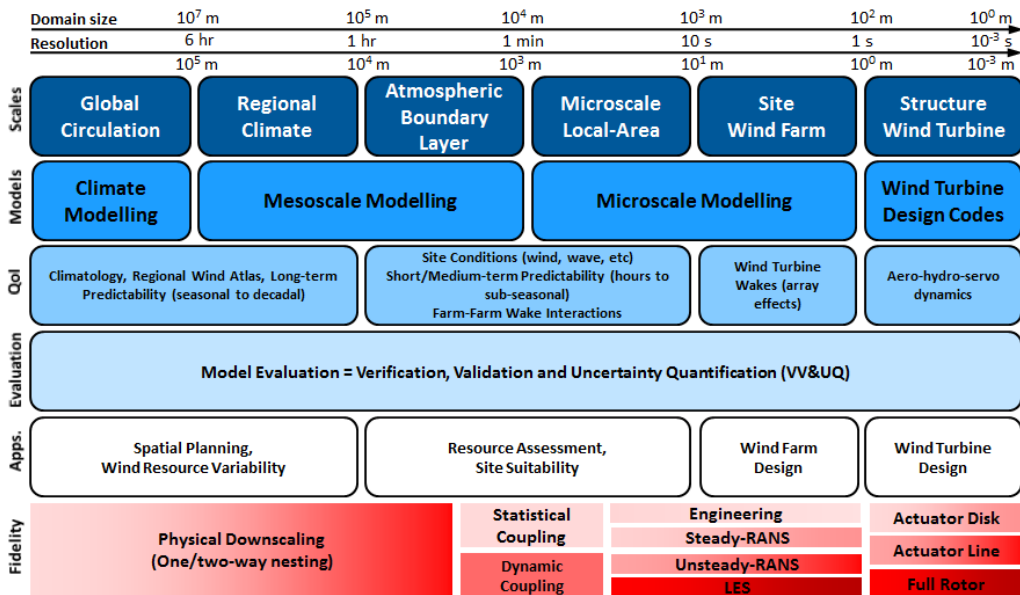 Domain size 10⁷ m 10⁵ m 10⁴ m 10³ m 10² m 10⁰ m
Resolution 6 hr 1 hr 1 min 10 s 1 s 10⁻³ s
10⁵ m 10⁴ m 10³ m 10¹ m 10⁰ m 10⁻³ m
Scales
Global
Circulation
Regional
Climate
Atmospheric
Boundary
Layer
Microscale
Local-Area
Site
Wind Farm
Structure
Wind Turbine
Models
Climate
Modelling
Mesoscale Modelling
Microscale Modelling
Wind Turbine
Design Codes
QoI
Climatology, Regional Wind Atlas, Long-term
Predictability (seasonal to decadal)
Site Conditions (wind, wave, etc)
Short/Medium-term Predictability (hours to
sub-seasonal)
Farm-Farm Wake Interactions
Wind Turbine
Wakes (array
effects)
Aero-hydro-servo
dynamics
Evaluation
Model Evaluation = Verification, Validation and Uncertainty Quantification (VV&UQ)
Apps.
Spatial Planning,
Wind Resource Variability
Resource Assessment,
Site Suitability
Wind Farm
Design
Wind Turbine
Design
Fidelity
Physical Downscaling
(One/two-way nesting)
Statistical
Coupling
Dynamic
Coupling
Engineering
Steady-RANS
Unsteady-RANS
LES
Actuator Disk
Actuator Line
Full Rotor